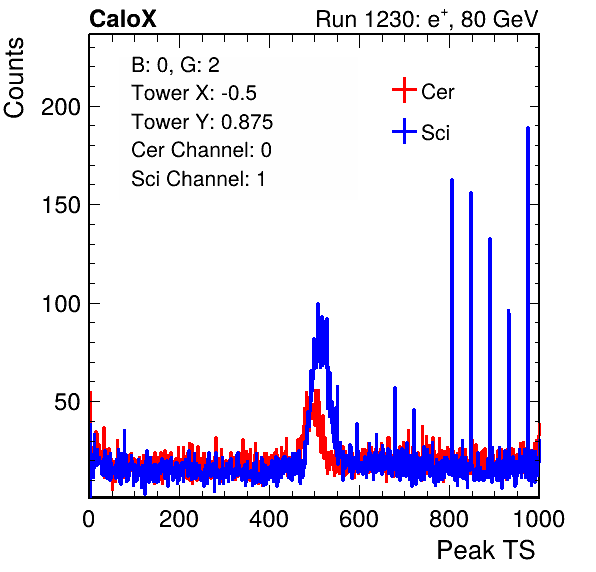 CaloX Run 1230: e⁺, 80 GeV
Counts
B: 0, G: 2
Tower X: -0.5
Tower Y: 0.875
Cer Channel: 0
Sci Channel: 1
Cer
Sci
200
150
100
50
0 200 400 600 800 1000
Peak TS